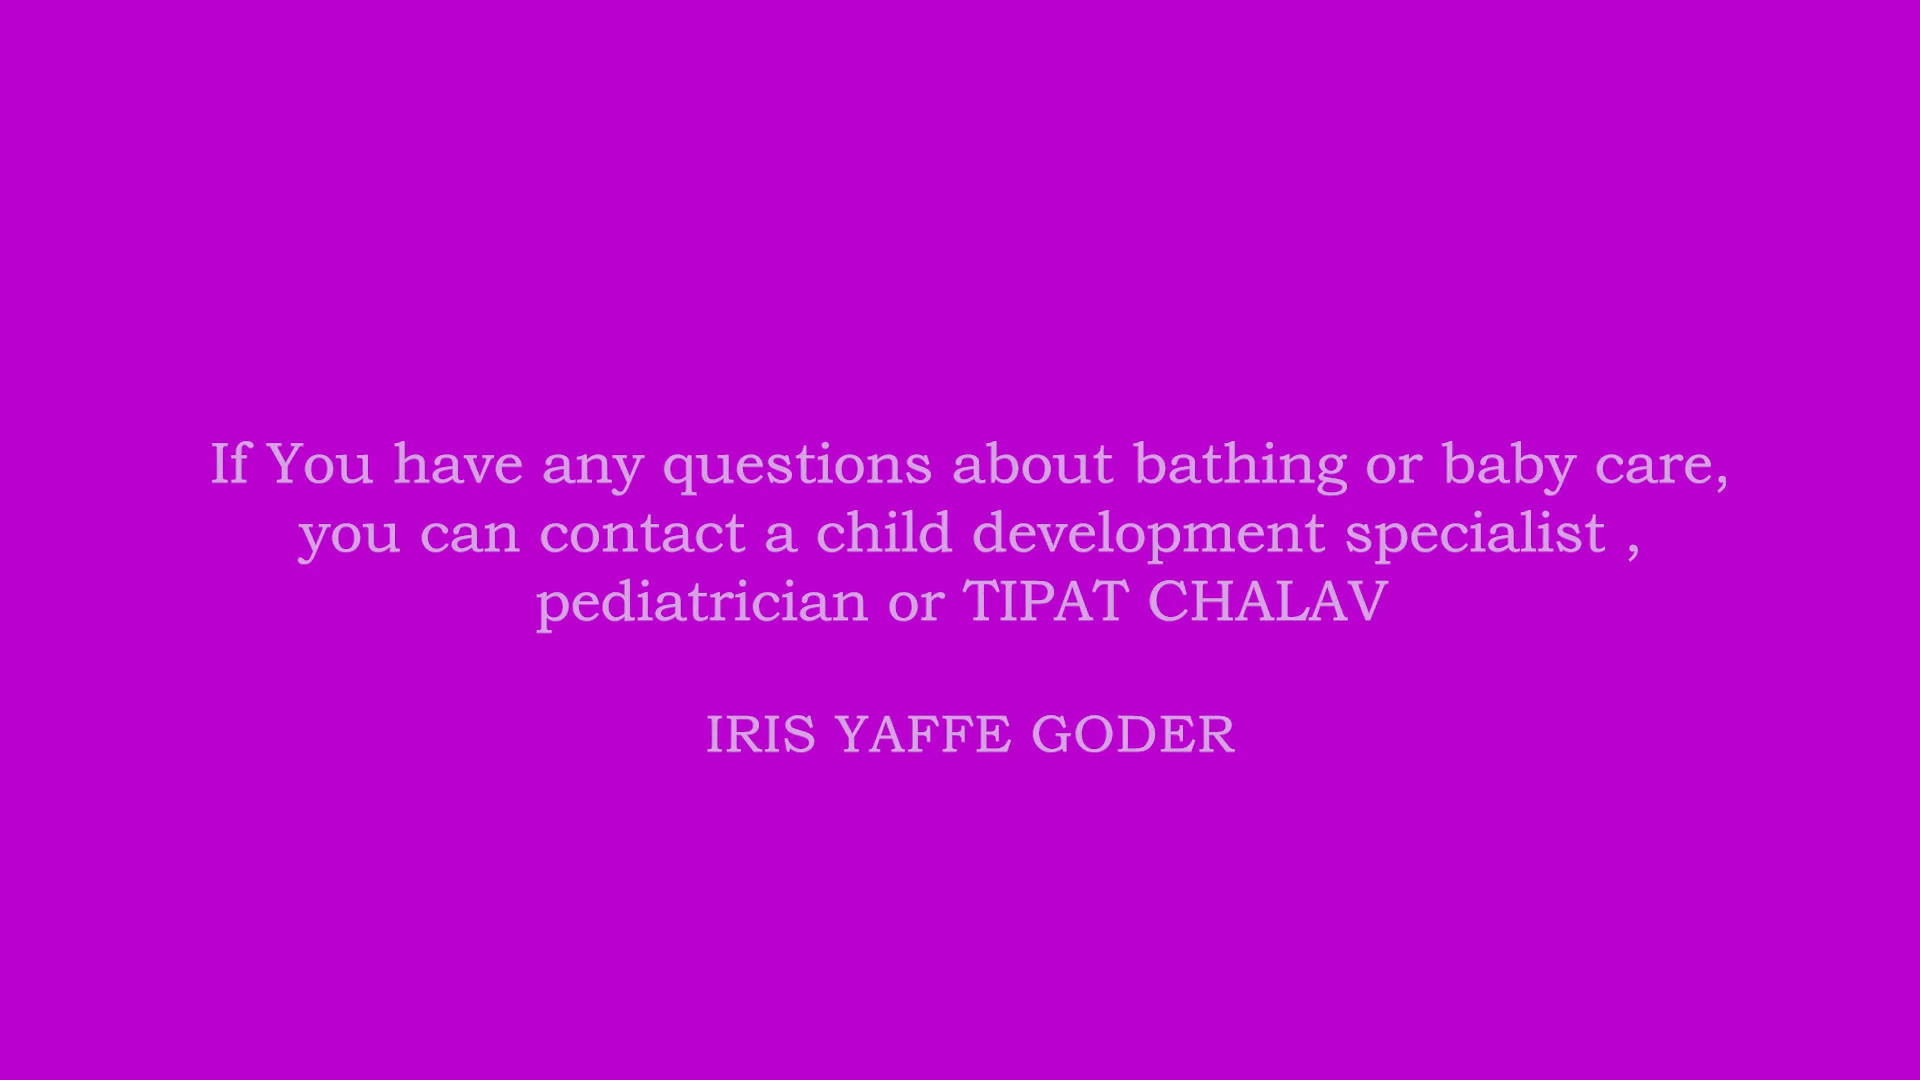 If You have any questions about bathing or baby care,
you can contact a child development specialist ,
pediatrician or TIPAT CHALAV
IRIS YAFFE GODER